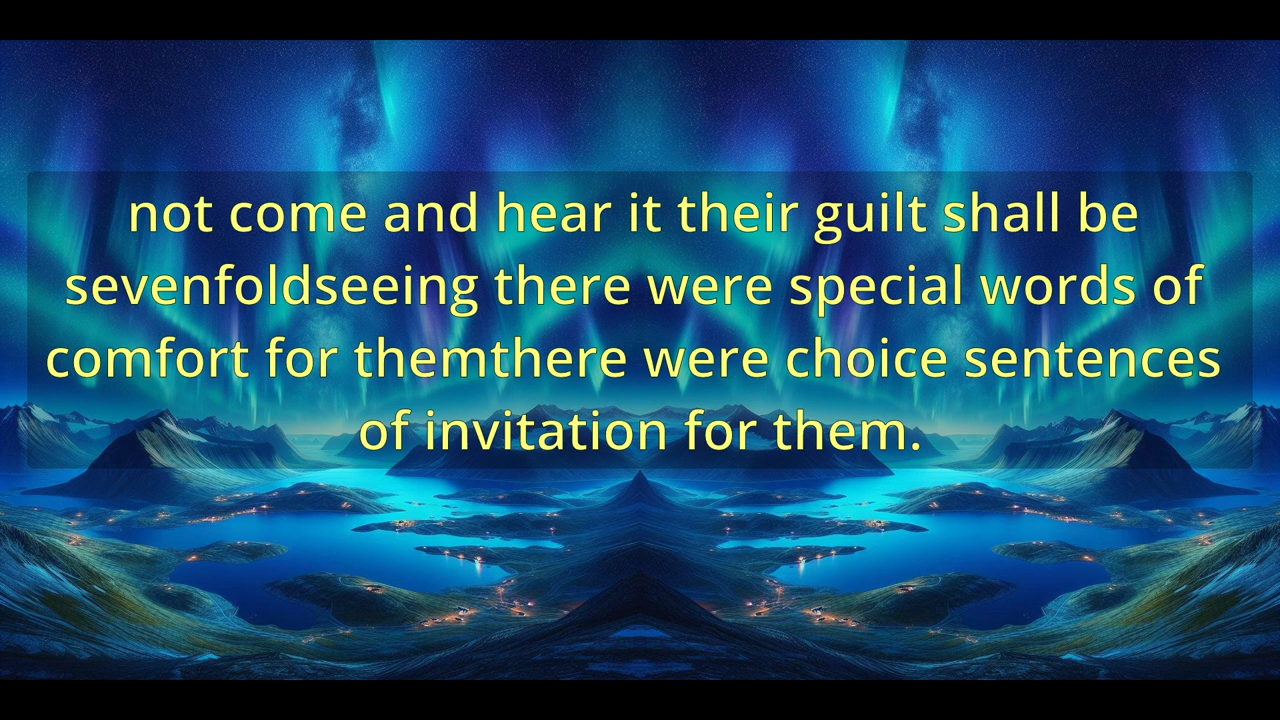 not come and hear it their guilt shall be
sevenfoldseeing there were special words of
comfort for themthere were choice sentences
of invitation for them.